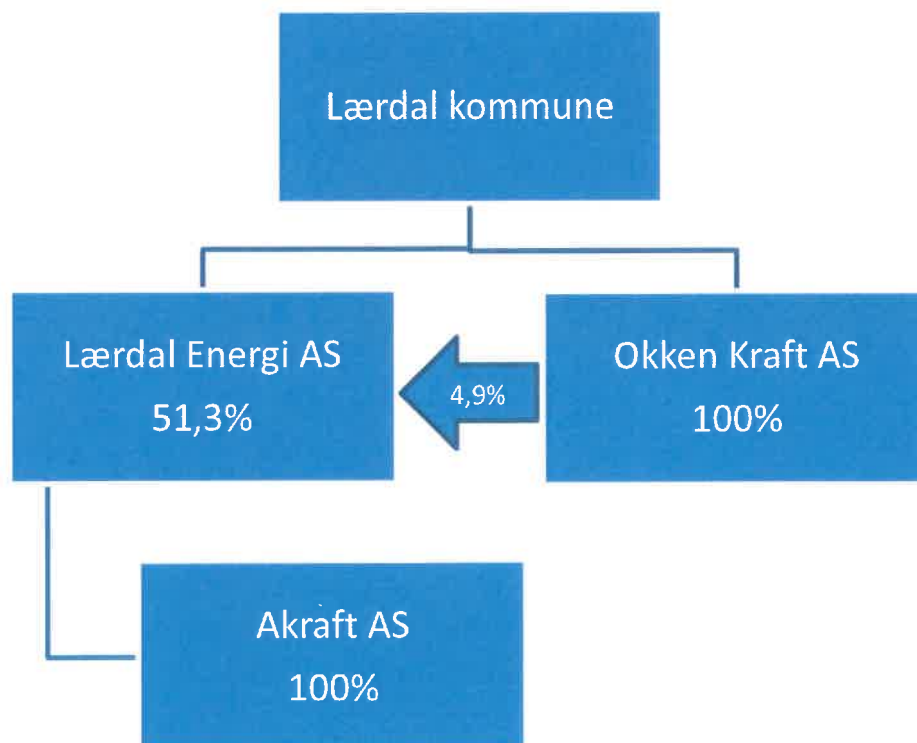 Lærdal kommune
Lærdal Energi AS
51,3%
4,9%
Okken Kraft AS
100%
Akraft AS
100%